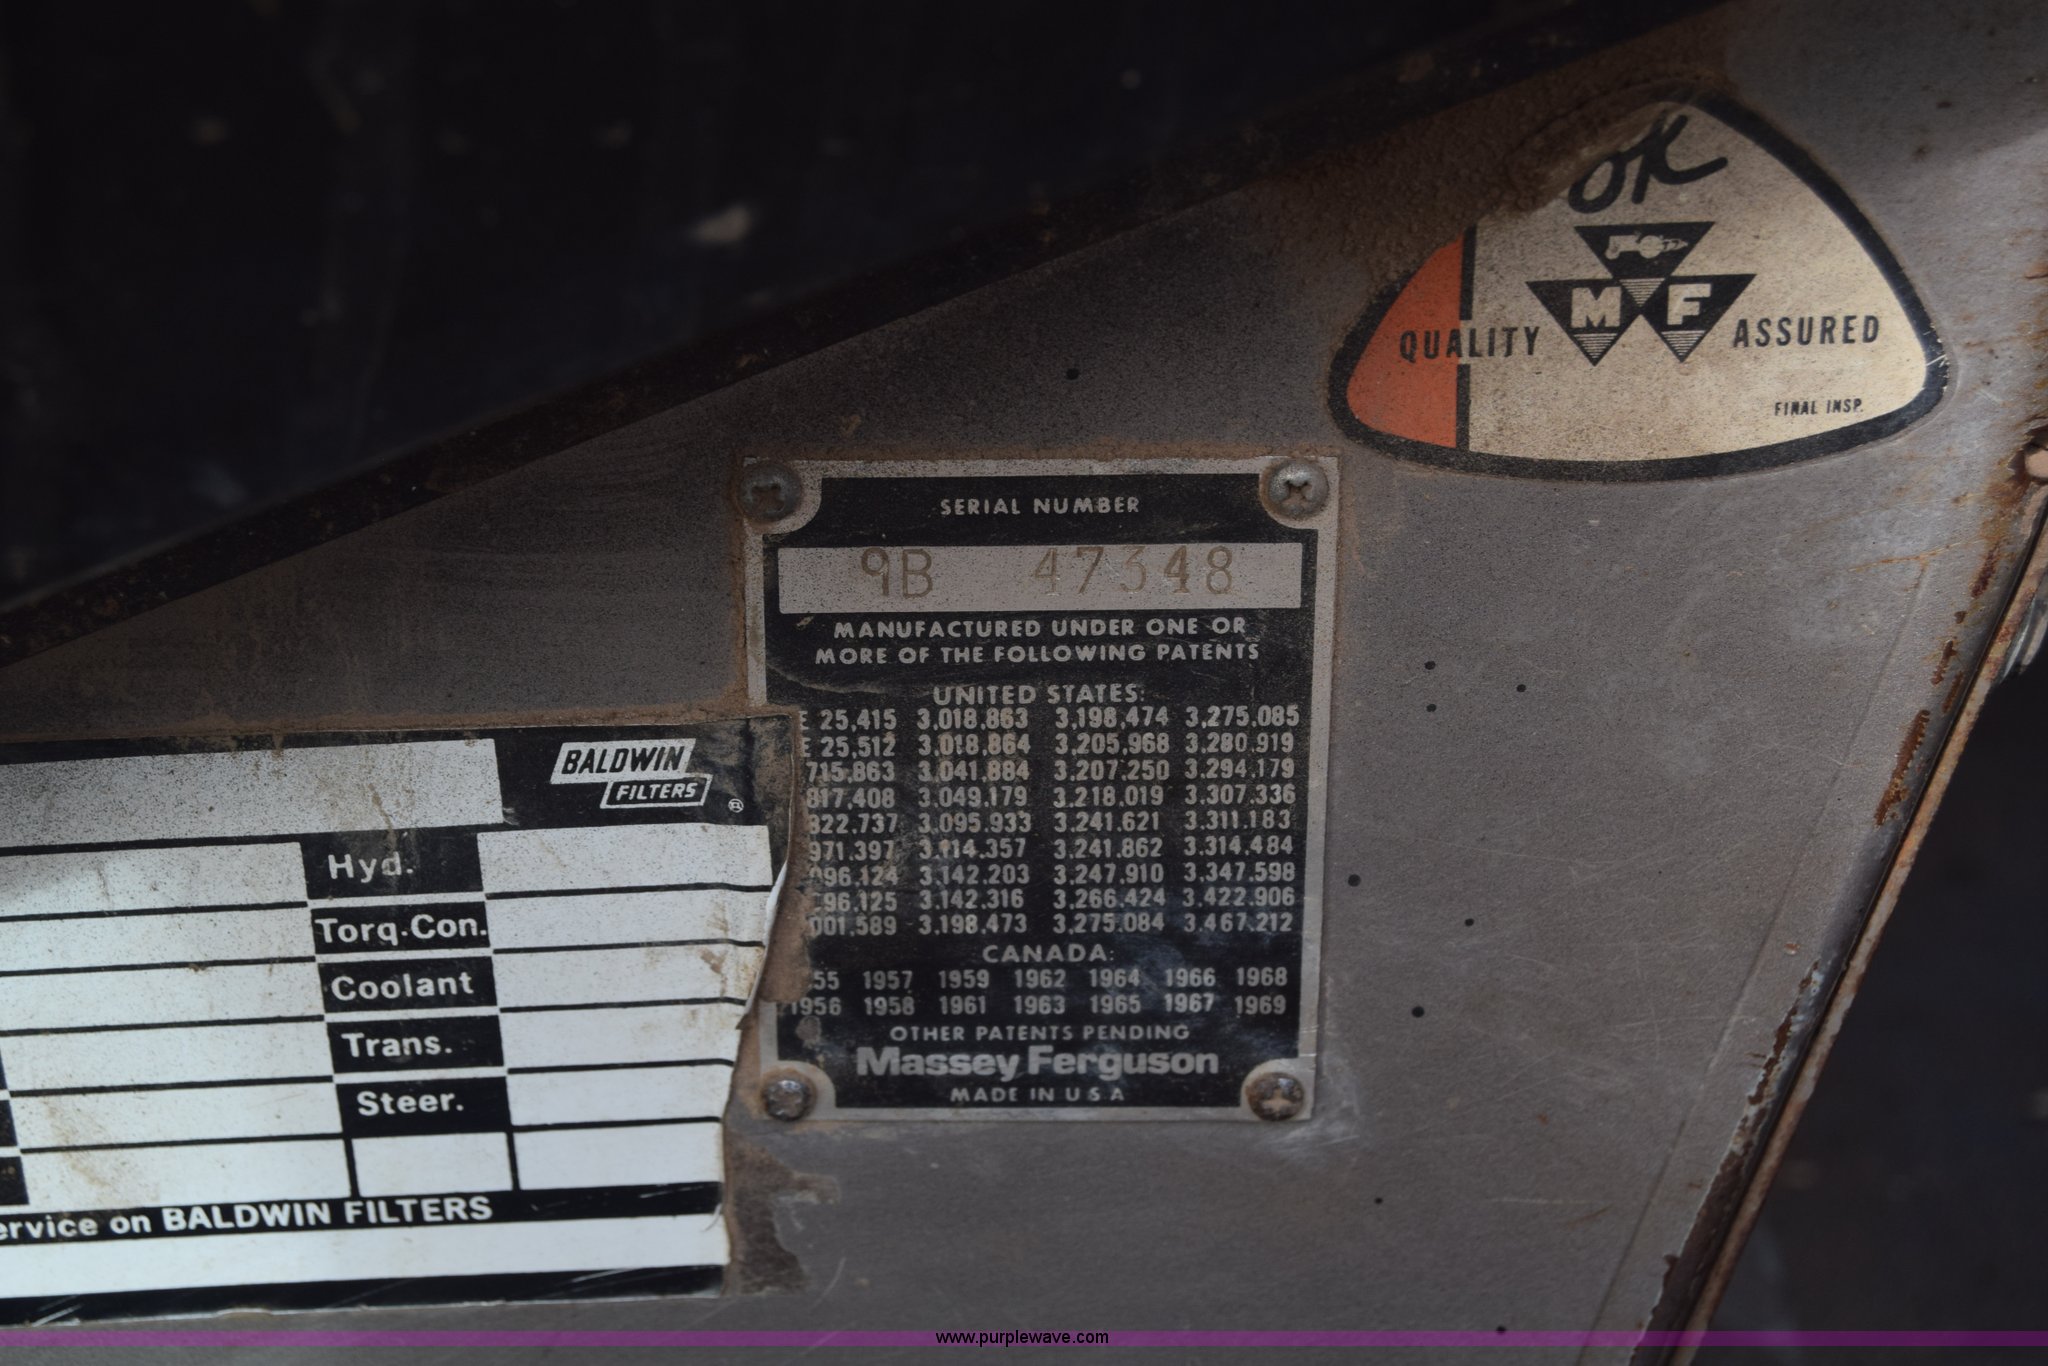 OK
M F
QUALITY ASSURED
FINAL INSP.
SERIAL NUMBER
9B 47348
MANUFACTURED UNDER ONE OR
MORE OF THE FOLLOWING PATENTS
UNITED STATES:
E 25,415 3,018,863 3,198,474 3,275,085
E 25,512 3,018,864 3,205,968 3,280,919
715,863 3,041,884 3,207,250 3,294,179
817,408 3,049,179 3,218,019 3,307,336
822,737 3,095,933 3,241,621 3,311,183
971,397 3,114,357 3,241,862 3,314,484
096,124 3,142,203 3,247,910 3,347,598
096,125 3,142,316 3,266,424 3,422,906
001,589 3,198,473 3,275,084 3,467,212
CANADA:
55 1957 1959 1962 1964 1966 1968
1956 1958 1961 1963 1965 1967 1969
OTHER PATENTS PENDING
Massey Ferguson
MADE IN U S A
BALDWIN
FILTERS ®
Hyd.
Torq.Con.
Coolant
Trans.
Steer.
ervice on BALDWIN FILTERS
www.purplewave.com